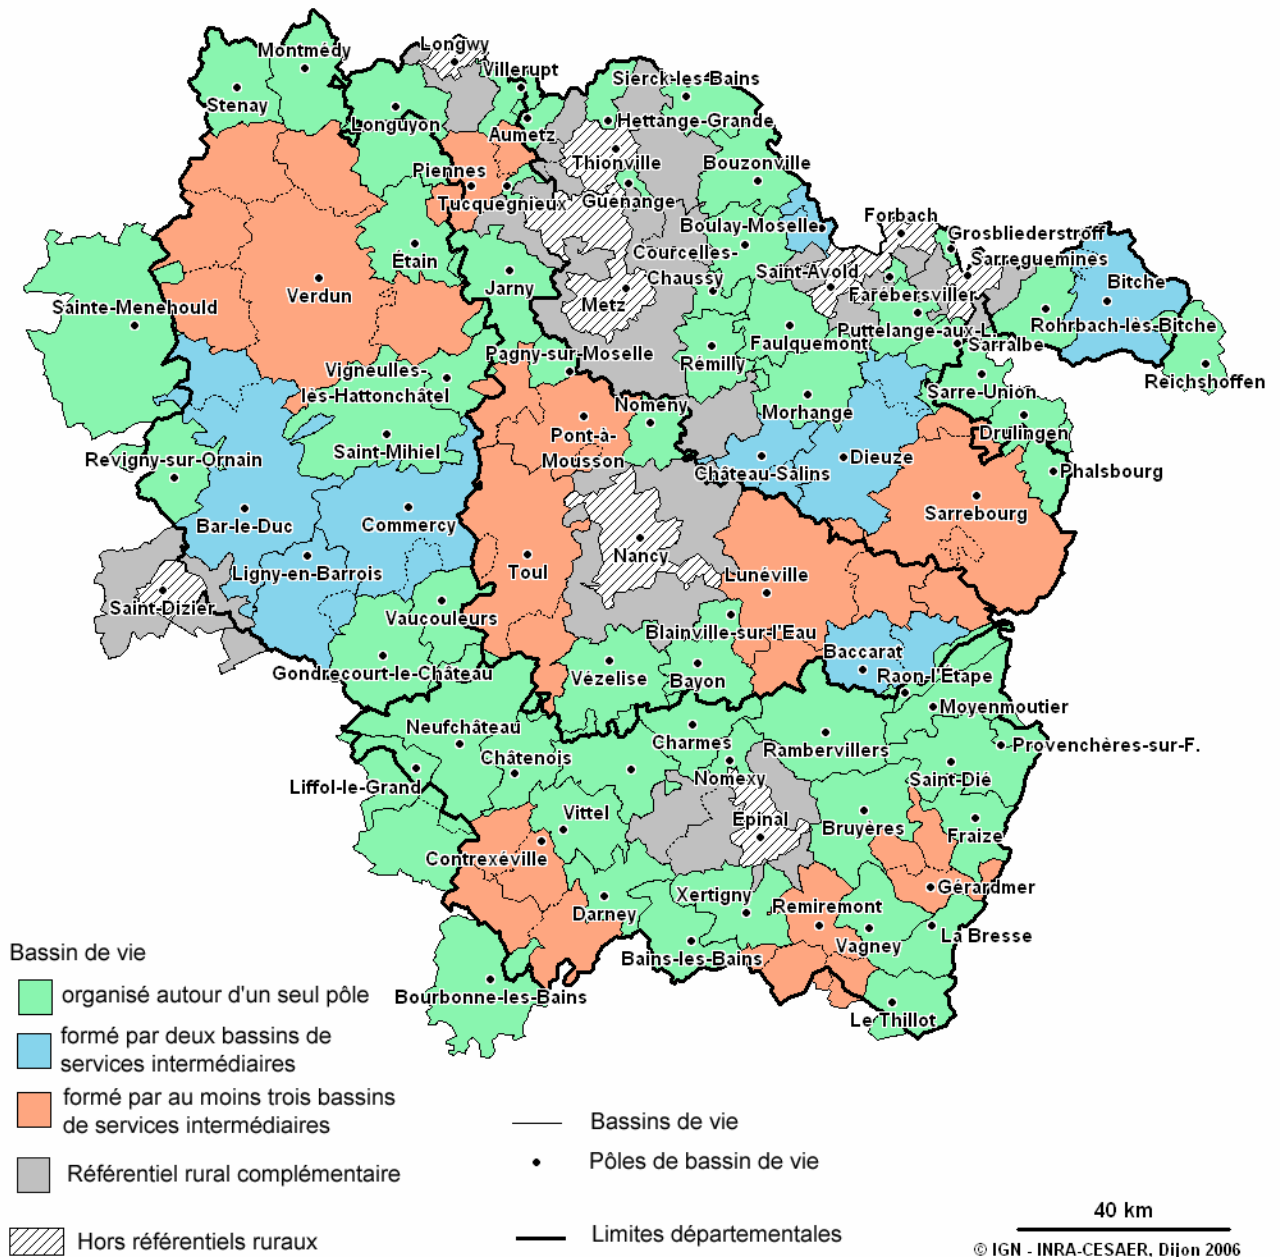 Longwy
Montmédy
Villerupt
Sierck-les-Bains
Stenay
Longuyon
Aumetz
Hettange-Grande
Thionville
Bouzonville
Piennes
Tucquegnieux
Guénange
Forbach
Boulay-Moselle
Grosbliederstroff
Étain
Courcelles-
Chaussy
Saint-Avold
Sarreguemines
Jarny
Bitche
Verdun
Metz
Farébersviller
Sainte-Menehould
Puttelange-aux-L.
Rohrbach-lès-Bitche
Faulquemont
Sarralbe
Pagny-sur-Moselle
Rémilly
Vigneulles-
lès-Hattonchâtel
Reichshoffen
Sarre-Union
Nomeny
Morhange
Pont-à-
Mousson
Drulingen
Saint-Mihiel
Revigny-sur-Ornain
Château-Salins
Dieuze
Phalsbourg
Sarrebourg
Bar-le-Duc
Commercy
Nancy
Ligny-en-Barrois
Toul
Lunéville
Saint-Dizier
Vaucouleurs
Blainville-sur-l'Eau
Baccarat
Gondrecourt-le-Château
Vézelise
Bayon
Raon-l'Étape
Moyenmoutier
Neufchâteau
Charmes
Rambervillers
Provenchères-sur-F.
Châtenois
Nomexy
Saint-Dié
Liffol-le-Grand
Vittel
Épinal
Bruyères
Fraize
Contrexéville
Gérardmer
Xertigny
Darney
Remiremont
La Bresse
Vagney
Bains-les-Bains
Bourbonne-les-Bains
Le Thillot
Bassin de vie
organisé autour d'un seul pôle
formé par deux bassins de
services intermédiaires
formé par au moins trois bassins
de services intermédiaires
Référentiel rural complémentaire
Hors référentiels ruraux
Bassins de vie
Pôles de bassin de vie
Limites départementales
40 km
© IGN - INRA-CESAER, Dijon 2006